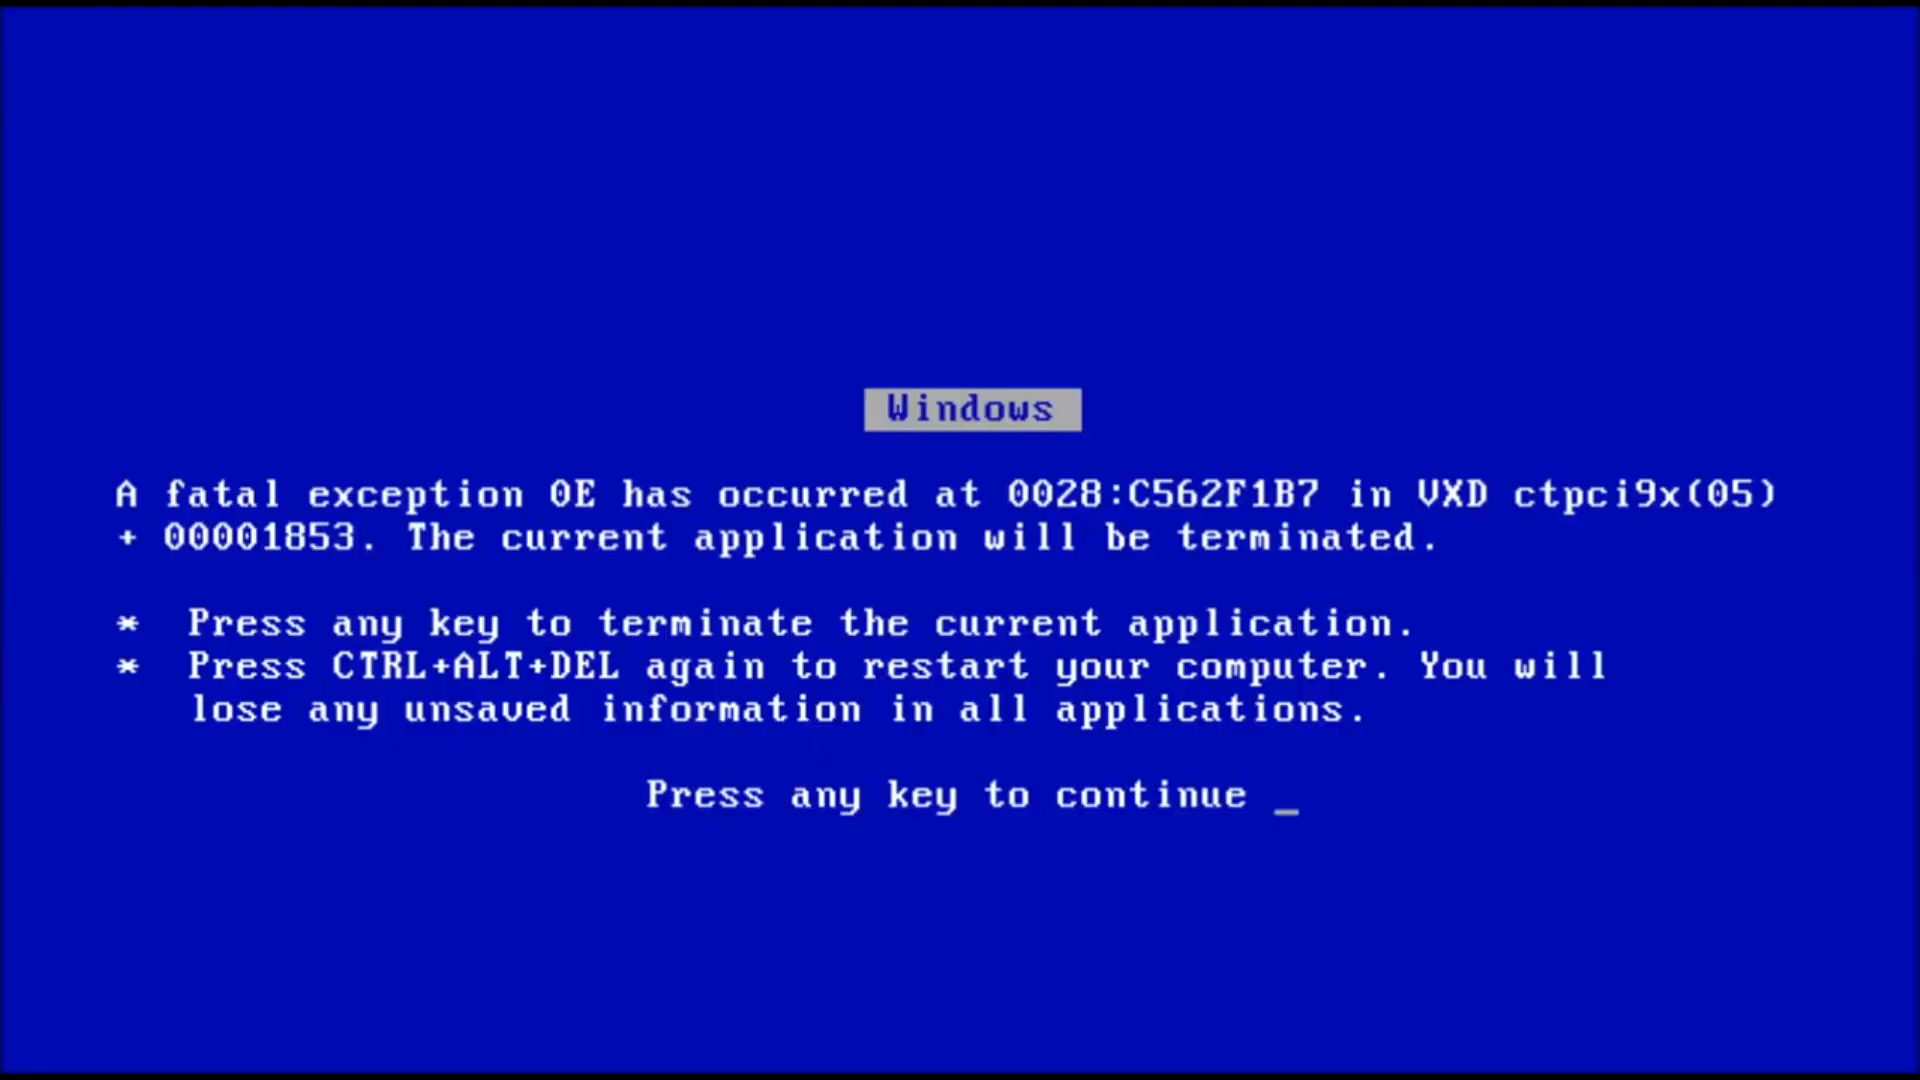 Windows
A fatal exception 0E has occurred at 0028:C562F1B7 in VXD ctpci9x(05)
+ 00001853. The current application will be terminated.
* Press any key to terminate the current application.
* Press CTRL+ALT+DEL again to restart your computer. You will
lose any unsaved information in all applications.
Press any key to continue _